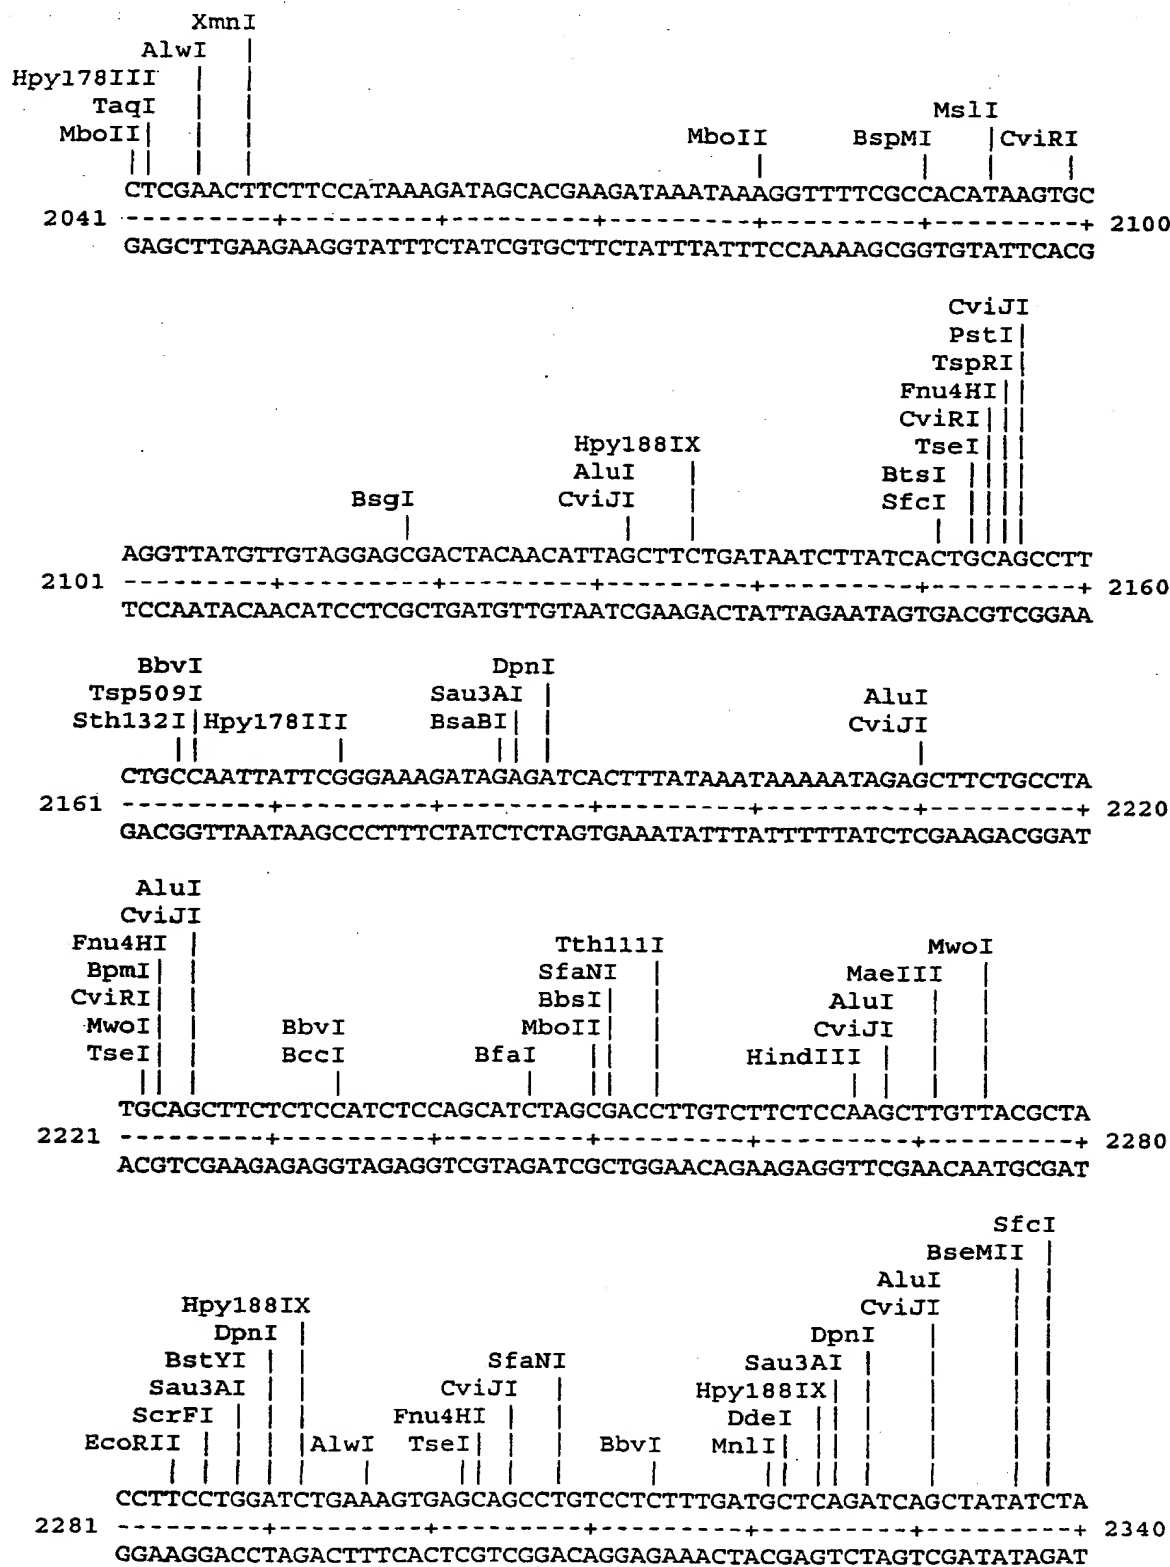 XmnI
AlwI |
Hpy178III | |
TaqI | | MslI
MboII| | | MboII BspMI |CviRI
|| | | | | | |
CTCGAACTTCTTCCATAAAGATAGCACGAAGATAAATAAAGGTTTTCGCCACATAAGTGC
2041 ---------+---------+---------+---------+---------+---------+ 2100
GAGCTTGAAGAAGGTATTTCTATCGTGCTTCTATTTATTTCCAAAAGCGGTGTATTCACG
CviJI
PstI|
TspRI|
Fnu4HI||
CviRI|||
Hpy188IX TseI|||
AluI | BtsI ||||
BsgI CviJI | SfcI ||||
| | | | ||||
AGGTTATGTTGTAGGAGCGACTACAACATTAGCTTCTGATAATCTTATCACTGCAGCCTT
2101 ---------+---------+---------+---------+---------+---------+ 2160
TCCAATACAACATCCTCGCTGATGTTGTAATCGAAGACTATTAGAATAGTGACGTCGGAA
BbvI DpnI
Tsp509I Sau3AI | AluI
Sth132I|Hpy178III BsaBI| | CviJI
|| | || | |
CTGCCAATTATTCGGGAAAGATAGAGATCACTTTATAAATAAAAATAGAGCTTCTGCCTA
2161 ---------+---------+---------+---------+---------+---------+ 2220
GACGGTTAATAAGCCCTTTCTATCTCTAGTGAAATATTTATTTTTATCTCGAAGACGGAT
AluI
CviJI
Fnu4HI | Tth111I MwoI
BpmI| | SfaNI | MaeIII |
CviRI| | BbsI| | AluI | |
MwoI| | BbvI MboII| | CviJI | |
TseI| | BccI BfaI || | HindIII | | |
|| | | | || | | | | |
TGCAGCTTCTCTCCATCTCCAGCATCTAGCGACCTTGTCTTCTCCAAGCTTGTTACGCTA
2221 ---------+---------+---------+---------+---------+---------+ 2280
ACGTCGAAGAGAGGTAGAGGTCGTAGATCGCTGGAACAGAAGAGGTTCGAACAATGCGAT
SfcI
BseMII |
AluI | |
Hpy188IX CviJI | |
DpnI | DpnI | | |
BstYI | | SfaNI Sau3AI | | | |
Sau3AI | | CviJI | Hpy188IX| | | | |
ScrFI | | | Fnu4HI | | DdeI || | | | |
EcoRII | | | |AlwI TseI| | | BbvI MnlI| || | | | |
| | | | | | || | | | || || | | | |
CCTTCCTGGATCTGAAAGTGAGCAGCCTGTCCTCTTTGATGCTCAGATCAGCTATATCTA
2281 ---------+---------+---------+---------+---------+---------+ 2340
GGAAGGACCTAGACTTTCACTCGTCGGACAGGAGAAACTACGAGTCTAGTCGATATAGAT